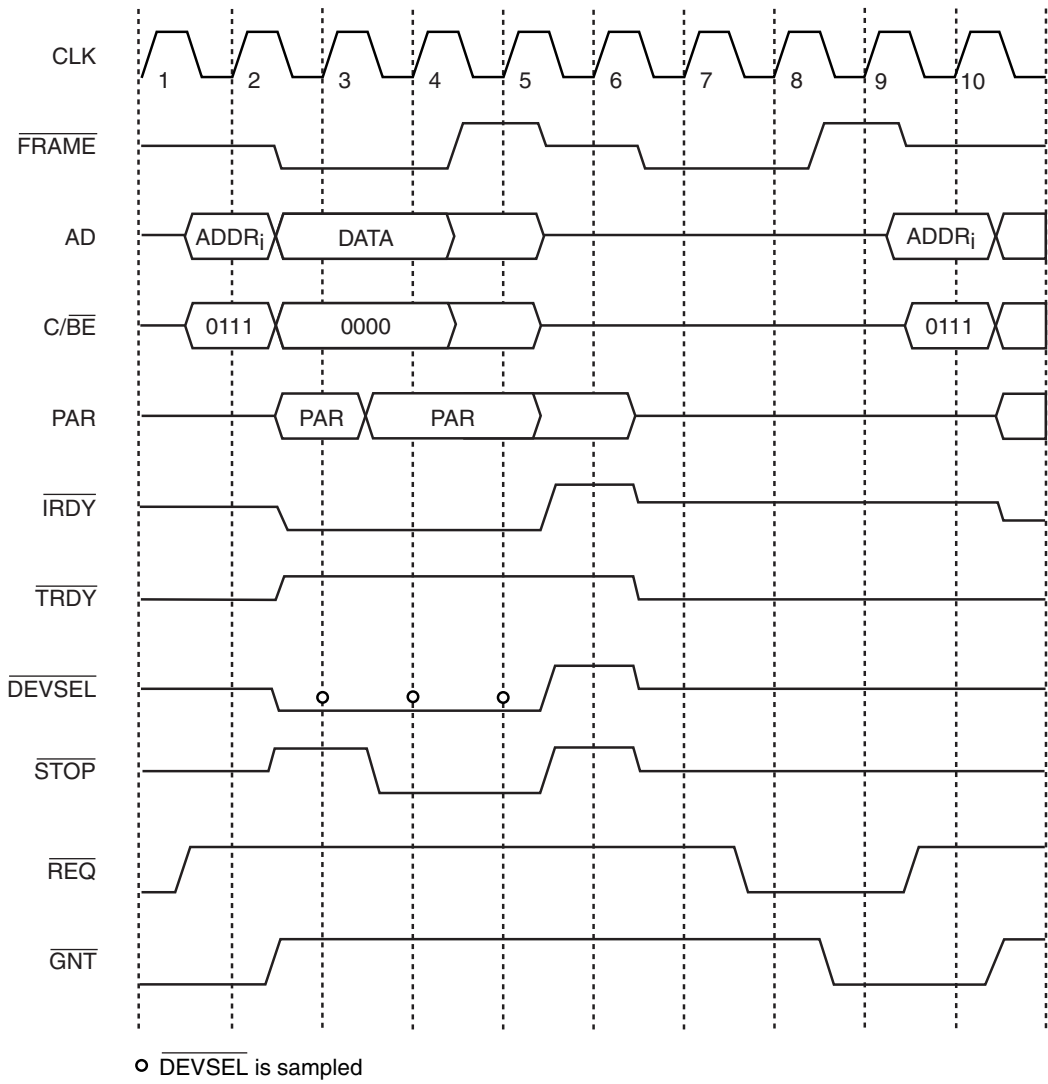 CLK 1 2 3 4 5 6 7 8 9 10
FRAME
AD ADDRi DATA ADDRi
C/BE 0111 0000 0111
PAR PAR PAR
IRDY
TRDY
DEVSEL
STOP
REQ
GNT
DEVSEL is sampled